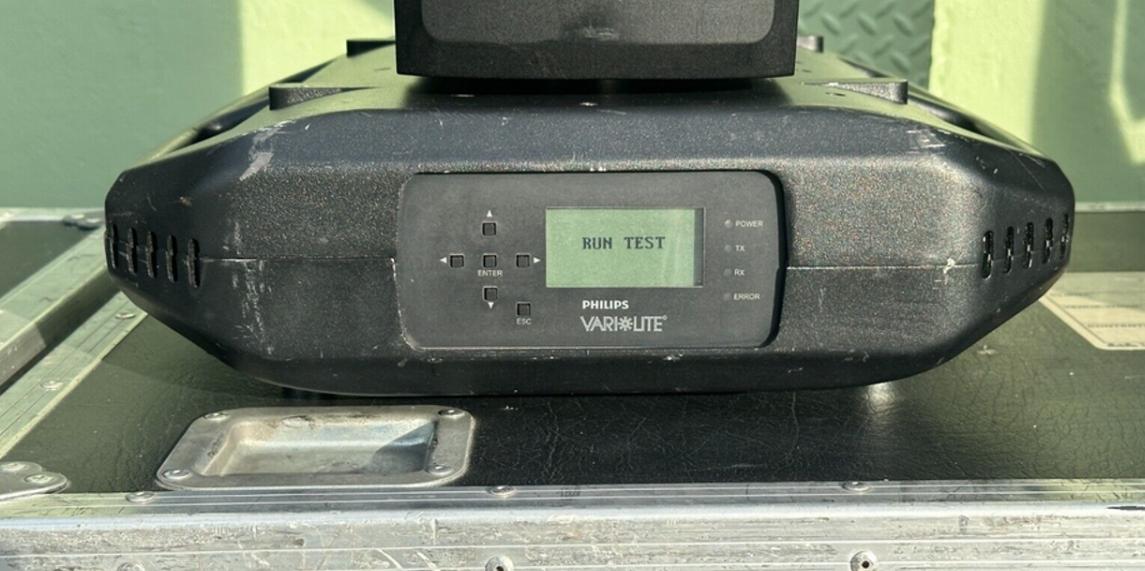 RUN TEST
POWER
TX
RX
ERROR
ENTER
ESC
PHILIPS
VARI LITE®